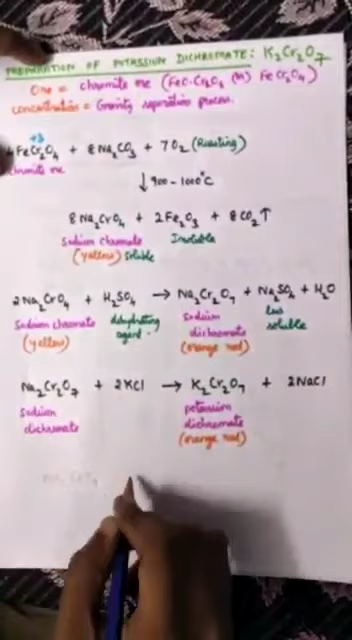 PREPARATION OF POTASSIUM DICHROMATE: K₂Cr₂O₇
Ore = chromite ore (FeO·Cr₂O₃ (or) FeCr₂O₄)
concentration = Gravity separation process.
+3
4FeCr₂O₄ + 8Na₂CO₃ + 7O₂ (Roasting)
chromite ore
↓ 900-1000°C
8Na₂CrO₄ + 2Fe₂O₃ + 8CO₂↑
Sodium chromate Insoluble
(yellow) soluble
2Na₂CrO₄ + H₂SO₄ → Na₂Cr₂O₇ + Na₂SO₄ + H₂O
Sodium chromate dehydrating Sodium less
(yellow) agent. dichromate soluble
(orange red)
Na₂Cr₂O₇ + 2KCl → K₂Cr₂O₇ + 2NaCl
Sodium potassium
dichromate dichromate
(orange red)